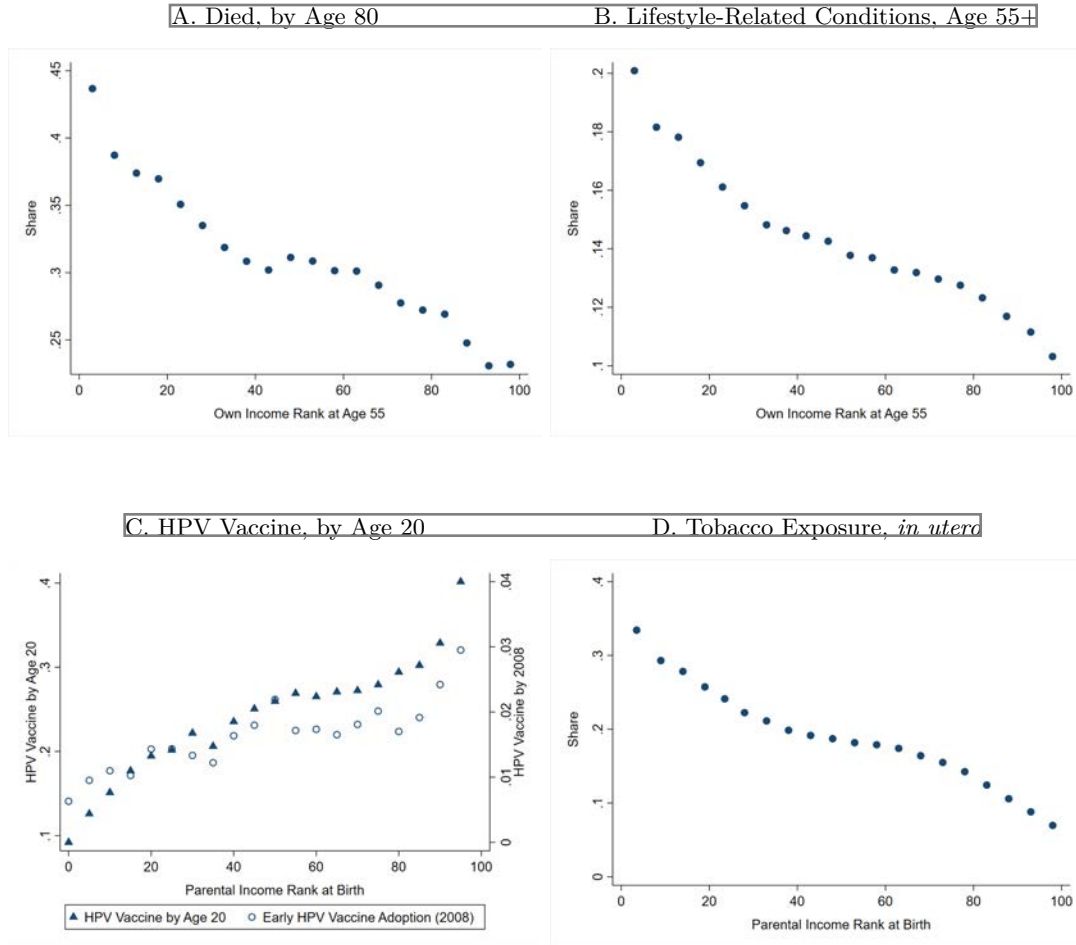 A. Died, by Age 80
B. Lifestyle-Related Conditions, Age 55+
.45
.4
.35
.3
.25
Share
0 20 40 60 80 100
Own Income Rank at Age 55
.2
.18
.16
.14
.12
.1
Share
0 20 40 60 80 100
Own Income Rank at Age 55
C. HPV Vaccine, by Age 20
D. Tobacco Exposure, in utero
.4
.3
.2
.1
HPV Vaccine by Age 20
.04
.03
.02
.01
0
HPV Vaccine by 2008
0 20 40 60 80 100
Parental Income Rank at Birth
HPV Vaccine by Age 20
Early HPV Vaccine Adoption (2008)
.4
.3
.2
.1
0
Share
0 20 40 60 80 100
Parental Income Rank at Birth